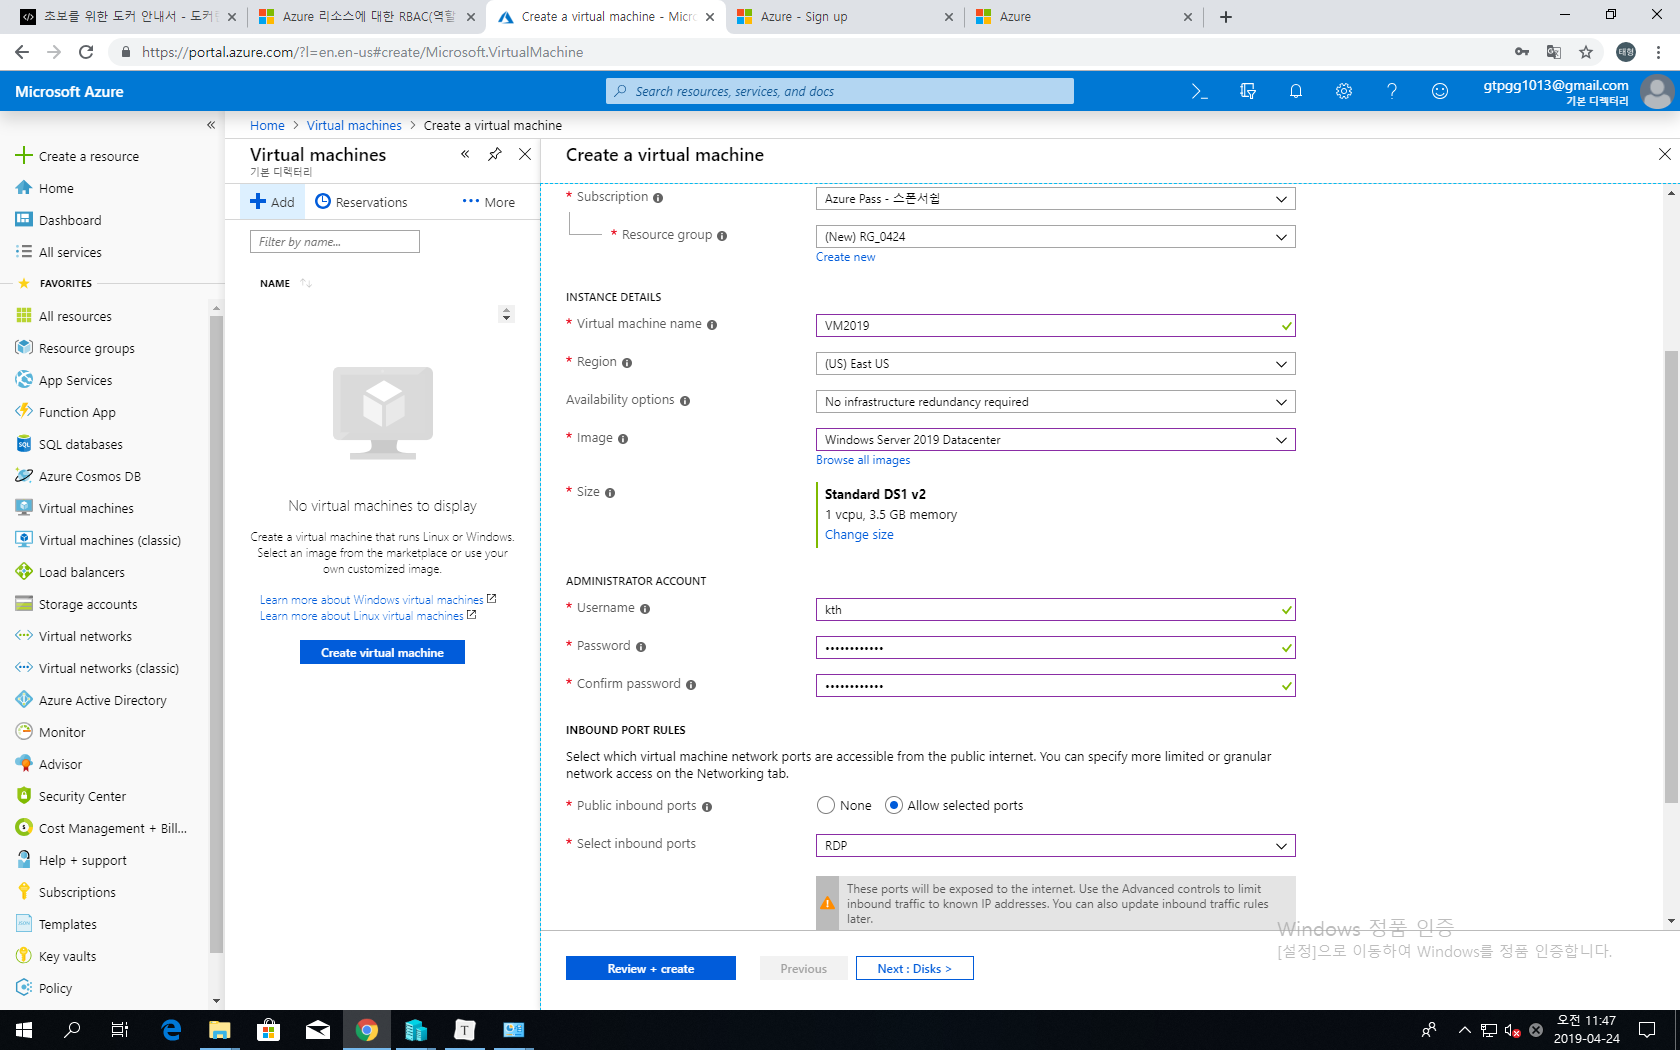 초보를 위한 도커 안내서 - 도커란
Azure 리소스에 대한 RBAC(역할
Create a virtual machine - Micro
Azure - Sign up
Azure
https://portal.azure.com/?l=en.en-us#create/Microsoft.VirtualMachine
태형
Microsoft Azure
Search resources, services, and docs
gtpgg1013@gmail.com
기본 디렉터리
Home > Virtual machines > Create a virtual machine
Create a resource
Home
Dashboard
All services
FAVORITES
All resources
Resource groups
App Services
Function App
SQL databases
Azure Cosmos DB
Virtual machines
Virtual machines (classic)
Load balancers
Storage accounts
Virtual networks
Virtual networks (classic)
Azure Active Directory
Monitor
Advisor
Security Center
Cost Management + Bill...
Help + support
Subscriptions
Templates
Key vaults
Policy
Virtual machines
기본 디렉터리
Add
Reservations
More
Filter by name...
NAME
No virtual machines to display
Create a virtual machine that runs Linux or Windows.
Select an image from the marketplace or use your
own customized image.
Learn more about Windows virtual machines
Learn more about Linux virtual machines
Create virtual machine
Create a virtual machine
* Subscription
Azure Pass - 스폰서쉽
* Resource group
(New) RG_0424
Create new
INSTANCE DETAILS
* Virtual machine name
VM2019
* Region
(US) East US
Availability options
No infrastructure redundancy required
* Image
Windows Server 2019 Datacenter
Browse all images
* Size
Standard DS1 v2
1 vcpu, 3.5 GB memory
Change size
ADMINISTRATOR ACCOUNT
* Username
kth
* Password
••••••••••••
* Confirm password
••••••••••••
INBOUND PORT RULES
Select which virtual machine network ports are accessible from the public internet. You can specify more limited or granular
network access on the Networking tab.
* Public inbound ports
None
Allow selected ports
* Select inbound ports
RDP
These ports will be exposed to the internet. Use the Advanced controls to limit
inbound traffic to known IP addresses. You can also update inbound traffic rules
later.
Review + create
Previous
Next : Disks >
Windows 정품 인증
[설정]으로 이동하여 Windows를 정품 인증합니다.
오전 11:47
2019-04-24